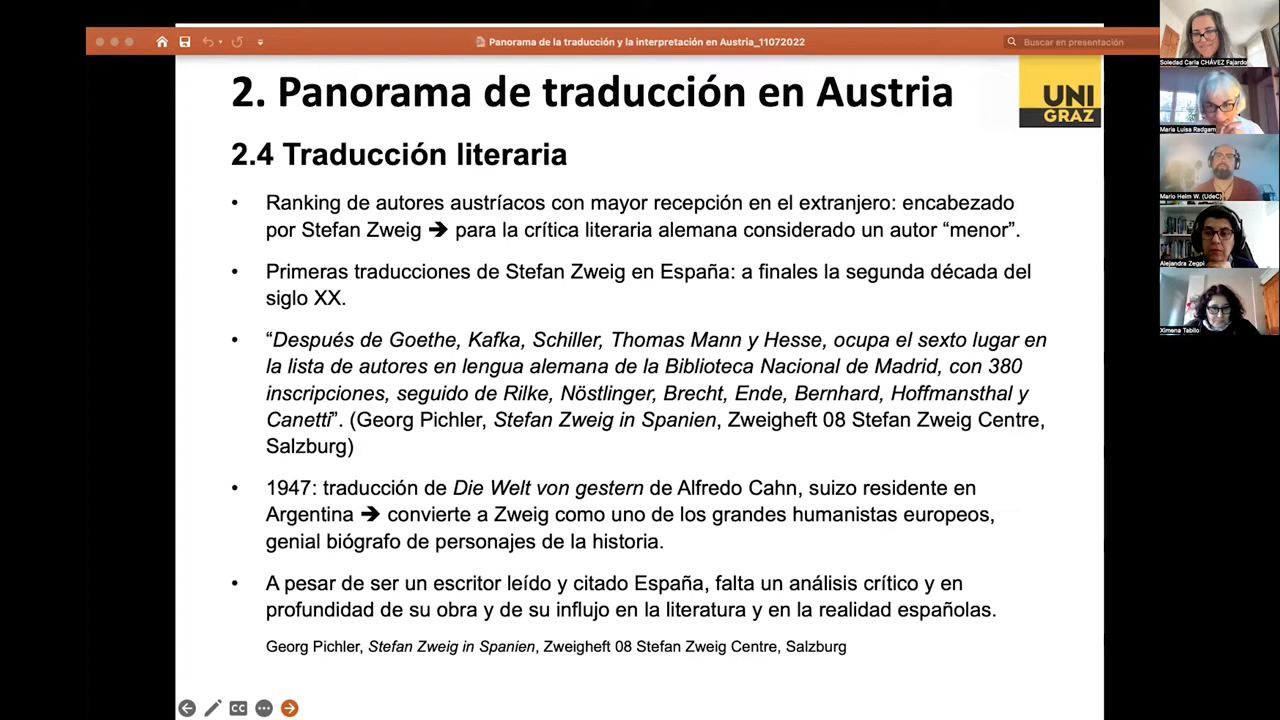 Panorama de la traducción y la interpretación en Austria_11072022
Buscar en presentación
2. Panorama de traducción en Austria
UNI
GRAZ
2.4 Traducción literaria
• Ranking de autores austríacos con mayor recepción en el extranjero: encabezado
por Stefan Zweig ➔ para la crítica literaria alemana considerado un autor “menor”.
• Primeras traducciones de Stefan Zweig en España: a finales la segunda década del
siglo XX.
• “Después de Goethe, Kafka, Schiller, Thomas Mann y Hesse, ocupa el sexto lugar en
la lista de autores en lengua alemana de la Biblioteca Nacional de Madrid, con 380
inscripciones, seguido de Rilke, Nöstlinger, Brecht, Ende, Bernhard, Hoffmansthal y
Canetti”. (Georg Pichler, Stefan Zweig in Spanien, Zweigheft 08 Stefan Zweig Centre,
Salzburg)
• 1947: traducción de Die Welt von gestern de Alfredo Cahn, suizo residente en
Argentina ➔ convierte a Zweig como uno de los grandes humanistas europeos,
genial biógrafo de personajes de la historia.
• A pesar de ser un escritor leído y citado España, falta un análisis crítico y en
profundidad de su obra y de su influjo en la literatura y en la realidad españolas.
Georg Pichler, Stefan Zweig in Spanien, Zweigheft 08 Stefan Zweig Centre, Salzburg
CC
Soledad Carla CHÁVEZ Fajardo
María Luisa Redgam
Mario Helm W. (UdeC)
Alejandra Zegpi
Ximena Tabilo